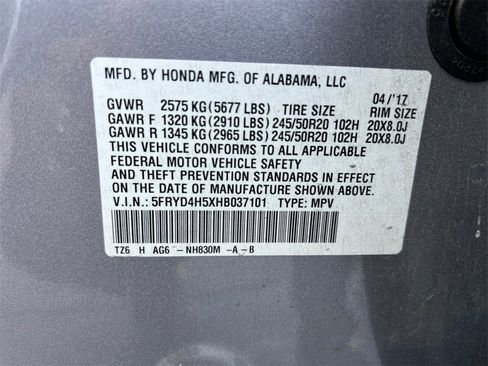 MFD. BY HONDA MFG. OF ALABAMA, LLC
04/'17
GVWR 2575 KG(5677 LBS) TIRE SIZE RIM SIZE
GAWR F 1320 KG(2910 LBS)245/50R20 102H 20X8.0J
GAWR R 1345 KG(2965 LBS)245/50R20 102H 20X8.0J
THIS VEHICLE CONFORMS TO ALL APPLICABLE
FEDERAL MOTOR VEHICLE SAFETY
AND THEFT PREVENTION STANDARDS IN EFFECT
ON THE DATE OF MANUFACTURE SHOWN ABOVE.
V.I.N.: 5FRYD4H5XHB037101 TYPE: MPV
TZ6 H AG6 -NH830M -A-B